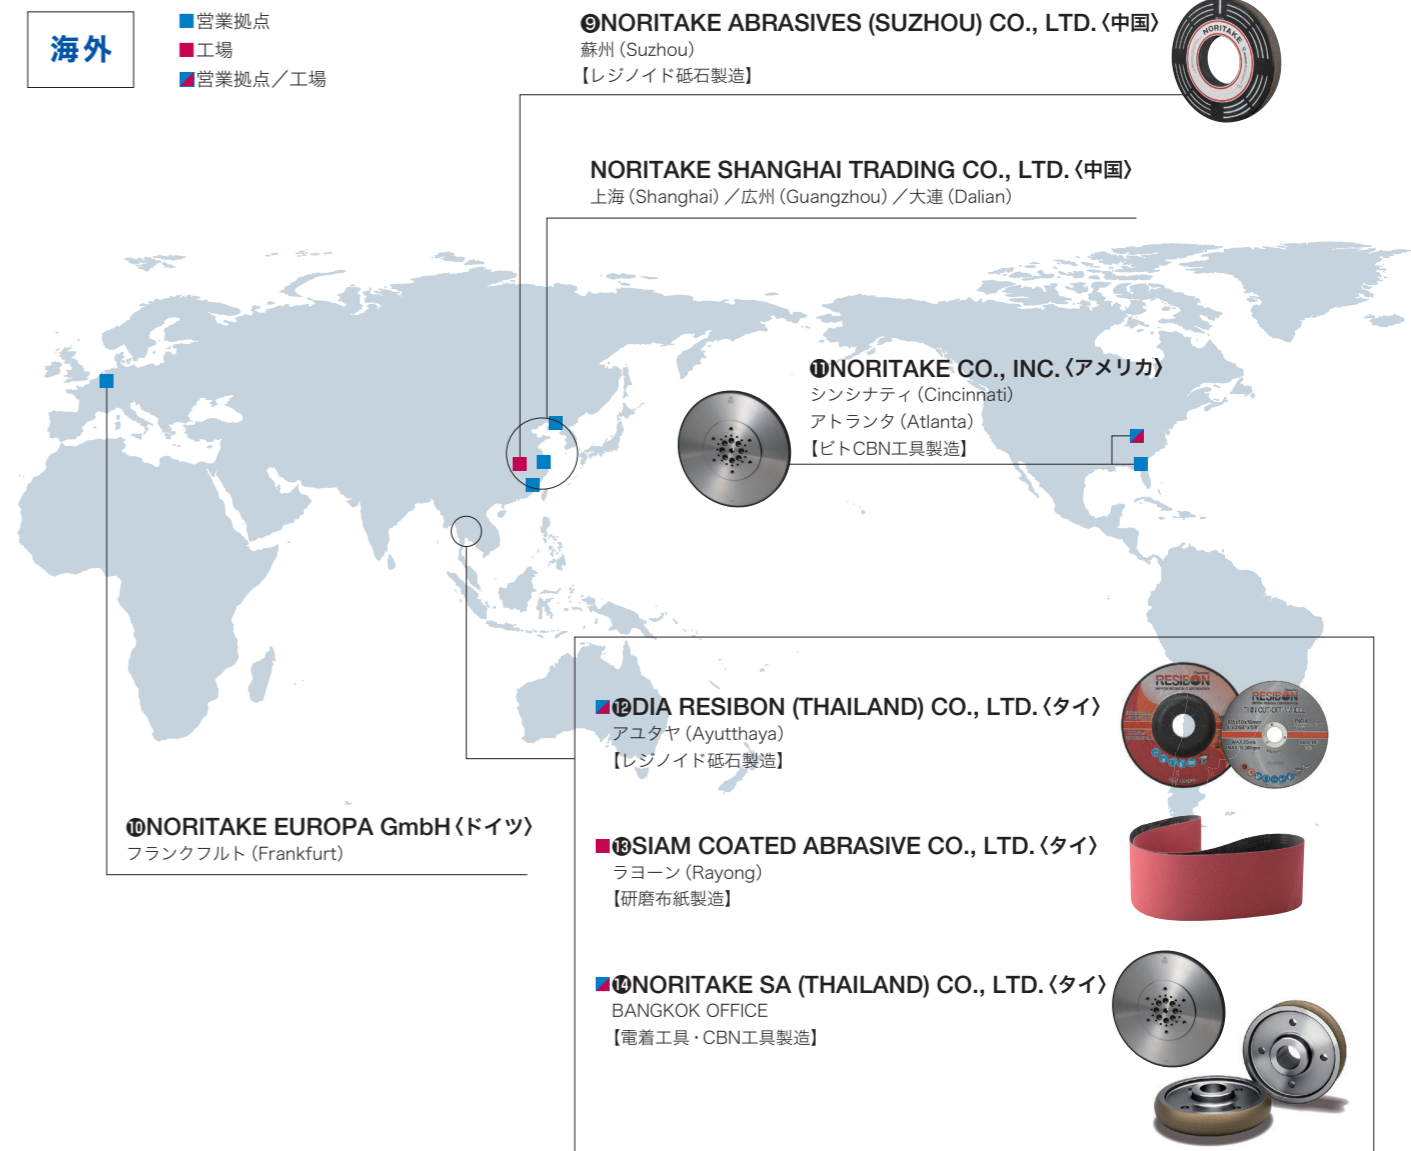 海外
営業拠点
工場
営業拠点／工場
❾NORITAKE ABRASIVES (SUZHOU) CO., LTD.〈中国〉
蘇州（Suzhou）
【レジノイド砥石製造】
NORITAKE
NORITAKE SHANGHAI TRADING CO., LTD.〈中国〉
上海（Shanghai）／広州（Guangzhou）／大連（Dalian）
⓫NORITAKE CO., INC.〈アメリカ〉
シンシナティ（Cincinnati）
アトランタ（Atlanta）
【ビトCBN工具製造】
⓬DIA RESIBON (THAILAND) CO., LTD.〈タイ〉
アユタヤ（Ayutthaya）
【レジノイド砥石製造】
RESIBON
RESIBON
THIN CUT-OFF WHEEL
❿NORITAKE EUROPA GmbH〈ドイツ〉
フランクフルト（Frankfurt）
⓭SIAM COATED ABRASIVE CO., LTD.〈タイ〉
ラヨーン（Rayong）
【研磨布紙製造】
⓮NORITAKE SA (THAILAND) CO., LTD.〈タイ〉
BANGKOK OFFICE
【電着工具・CBN工具製造】